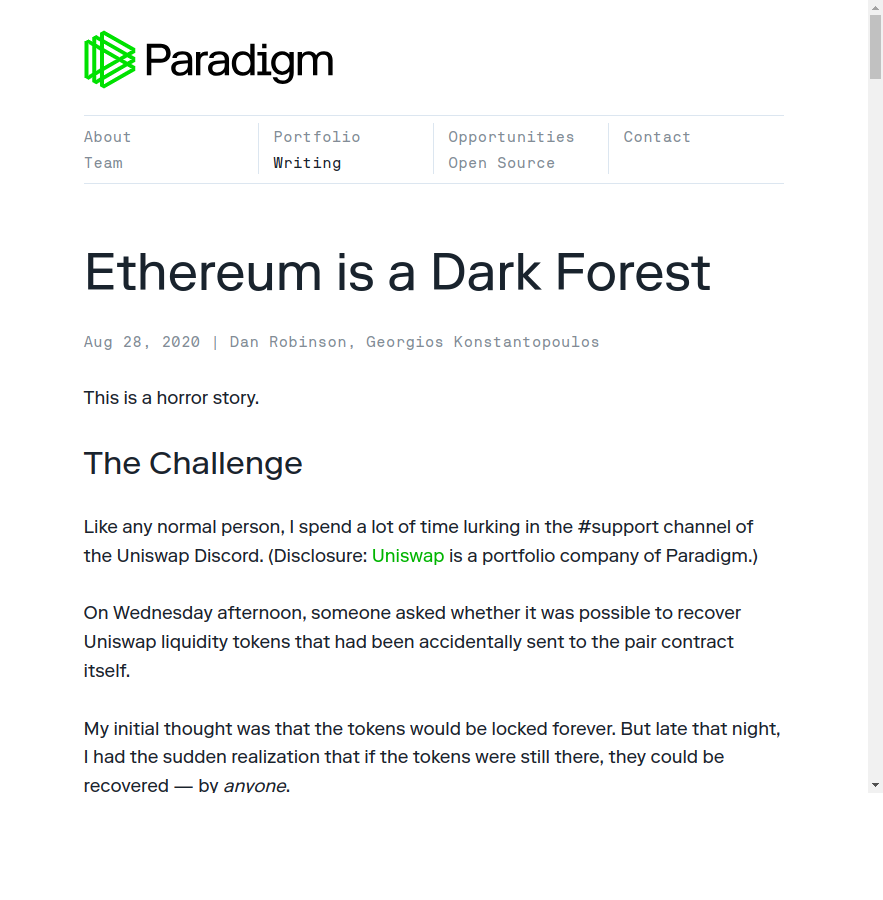 Paradigm
About
Team
Portfolio
Writing
Opportunities
Open Source
Contact
Ethereum is a Dark Forest
Aug 28, 2020 | Dan Robinson, Georgios Konstantopoulos
This is a horror story.
The Challenge
Like any normal person, I spend a lot of time lurking in the #support channel of
the Uniswap Discord. (Disclosure: Uniswap is a portfolio company of Paradigm.)
On Wednesday afternoon, someone asked whether it was possible to recover
Uniswap liquidity tokens that had been accidentally sent to the pair contract
itself.
My initial thought was that the tokens would be locked forever. But late that night,
I had the sudden realization that if the tokens were still there, they could be
recovered — by anyone.